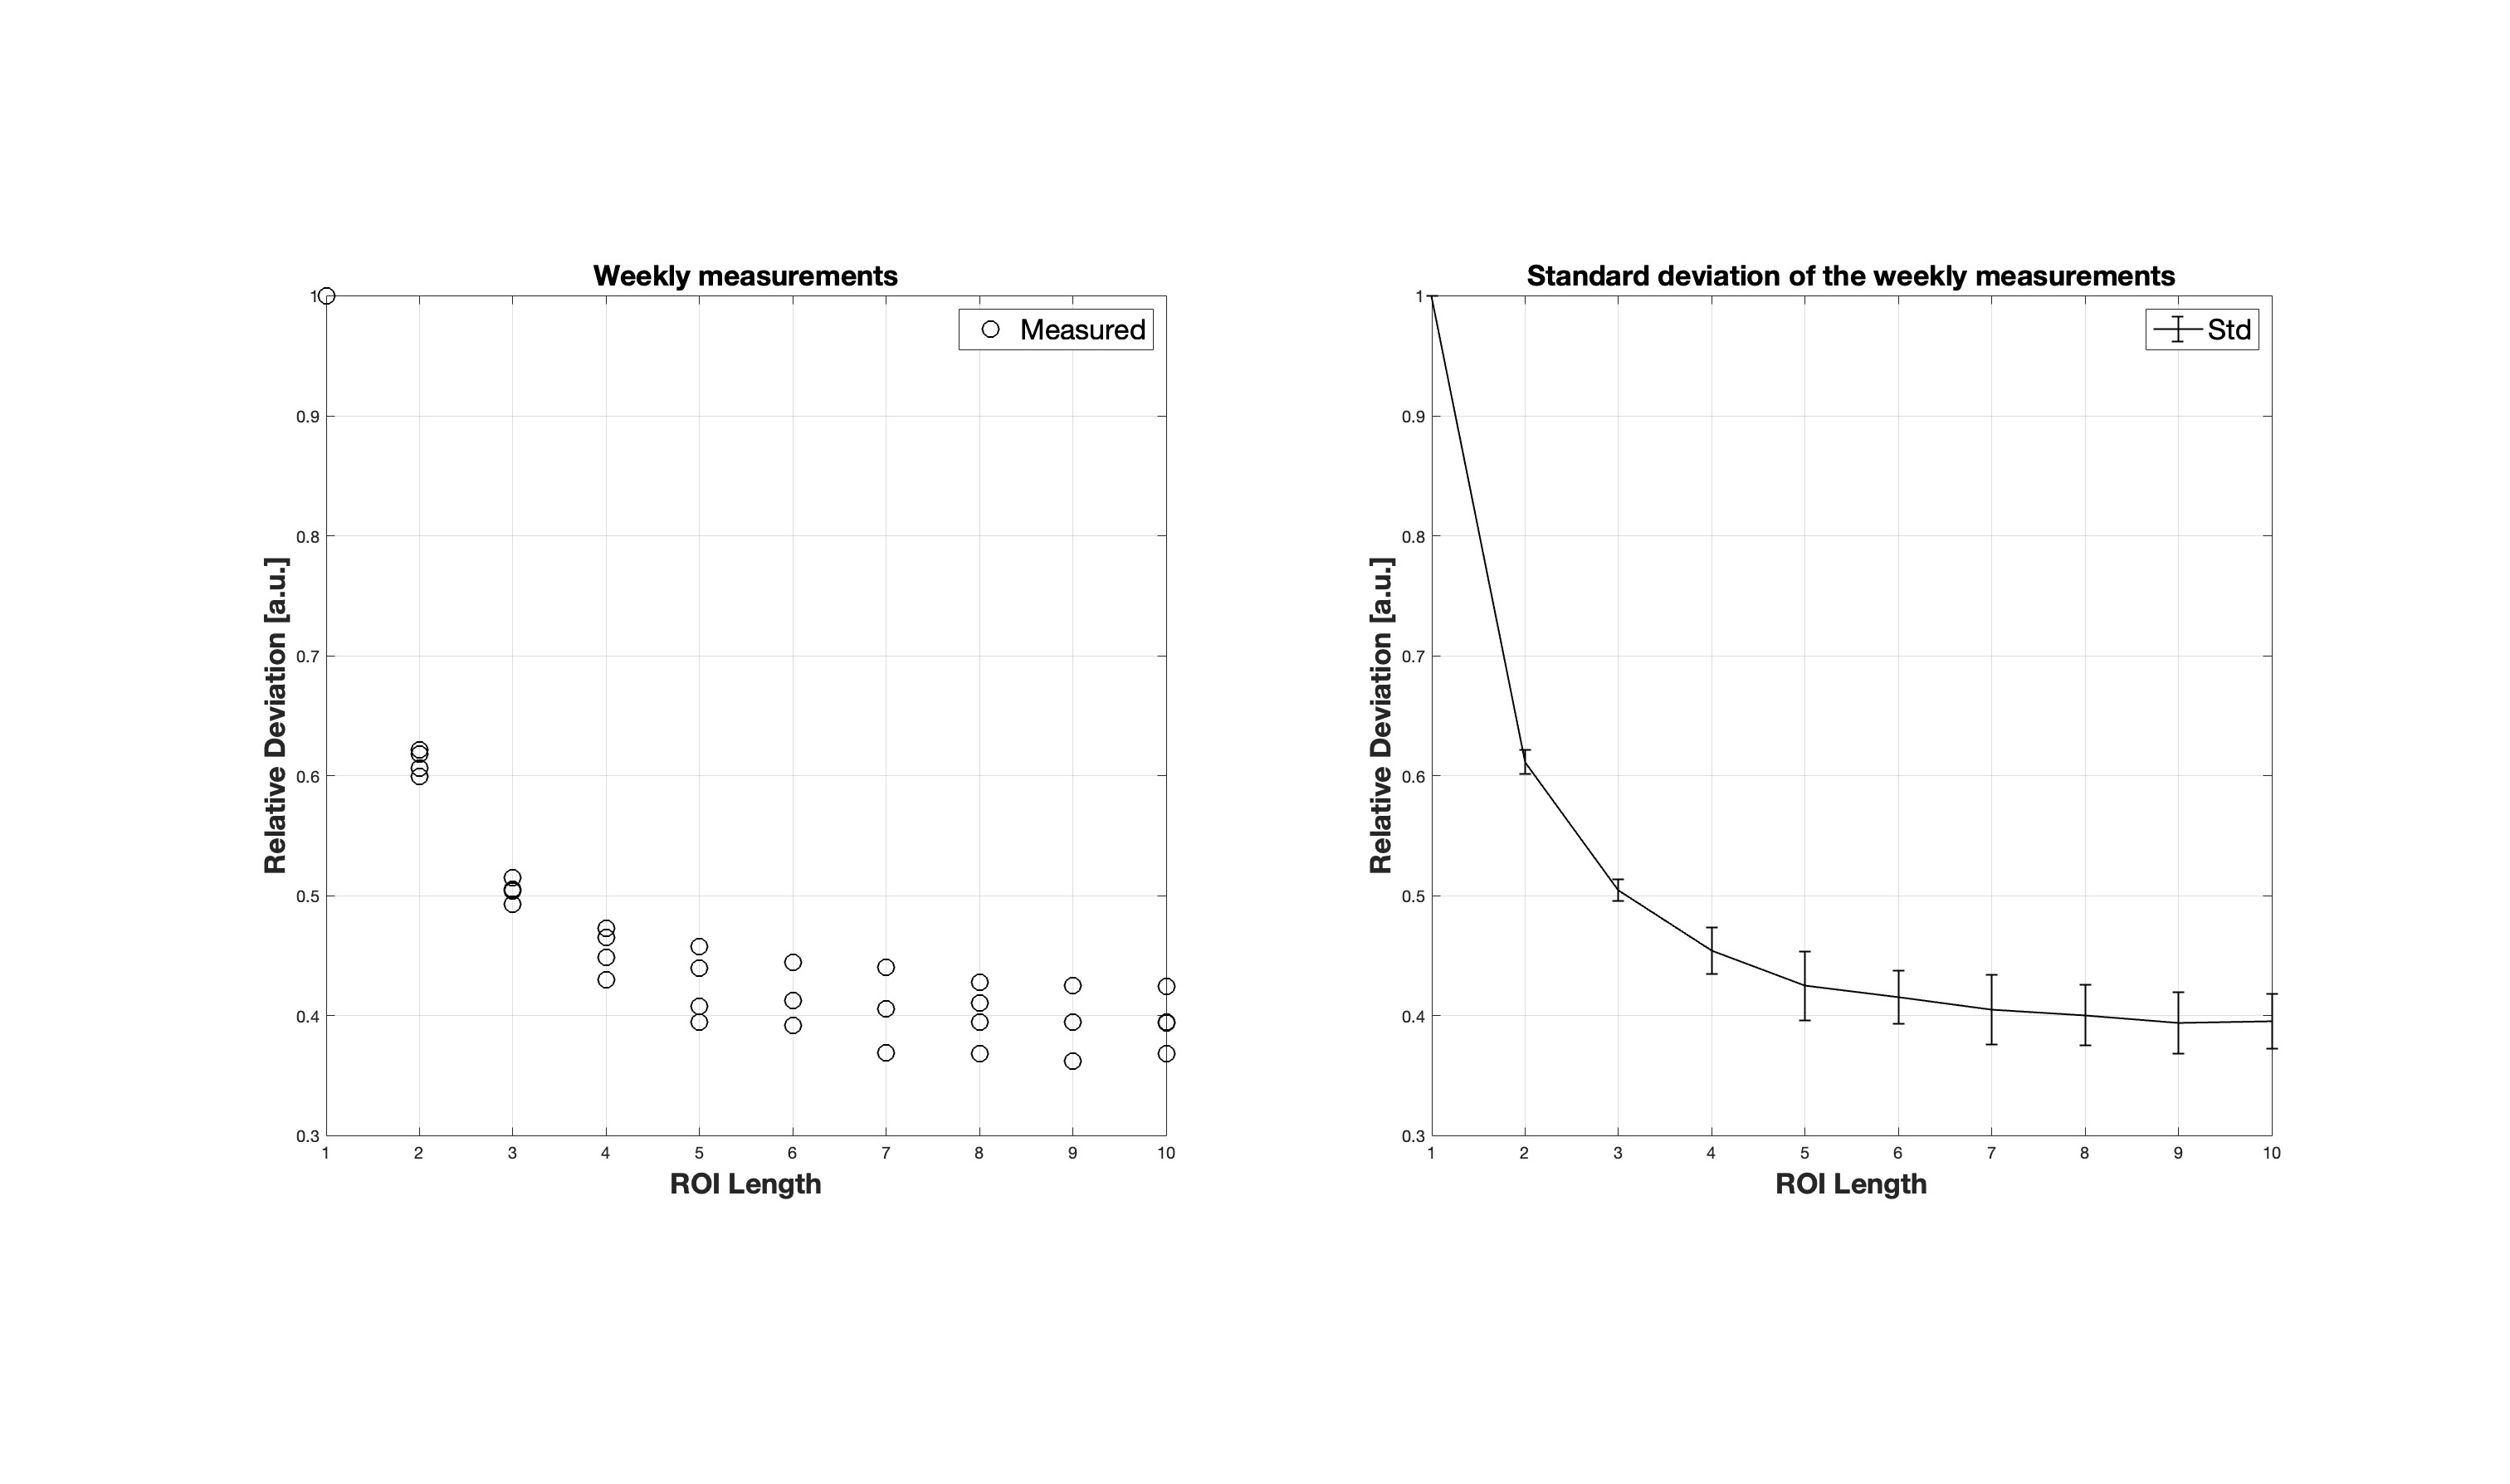 Weekly measurements
Measured
Relative Deviation [a.u.]
1
0.9
0.8
0.7
0.6
0.5
0.4
0.3
1 2 3 4 5 6 7 8 9 10
ROI Length
Standard deviation of the weekly measurements
Std
Relative Deviation [a.u.]
1
0.9
0.8
0.7
0.6
0.5
0.4
0.3
1 2 3 4 5 6 7 8 9 10
ROI Length